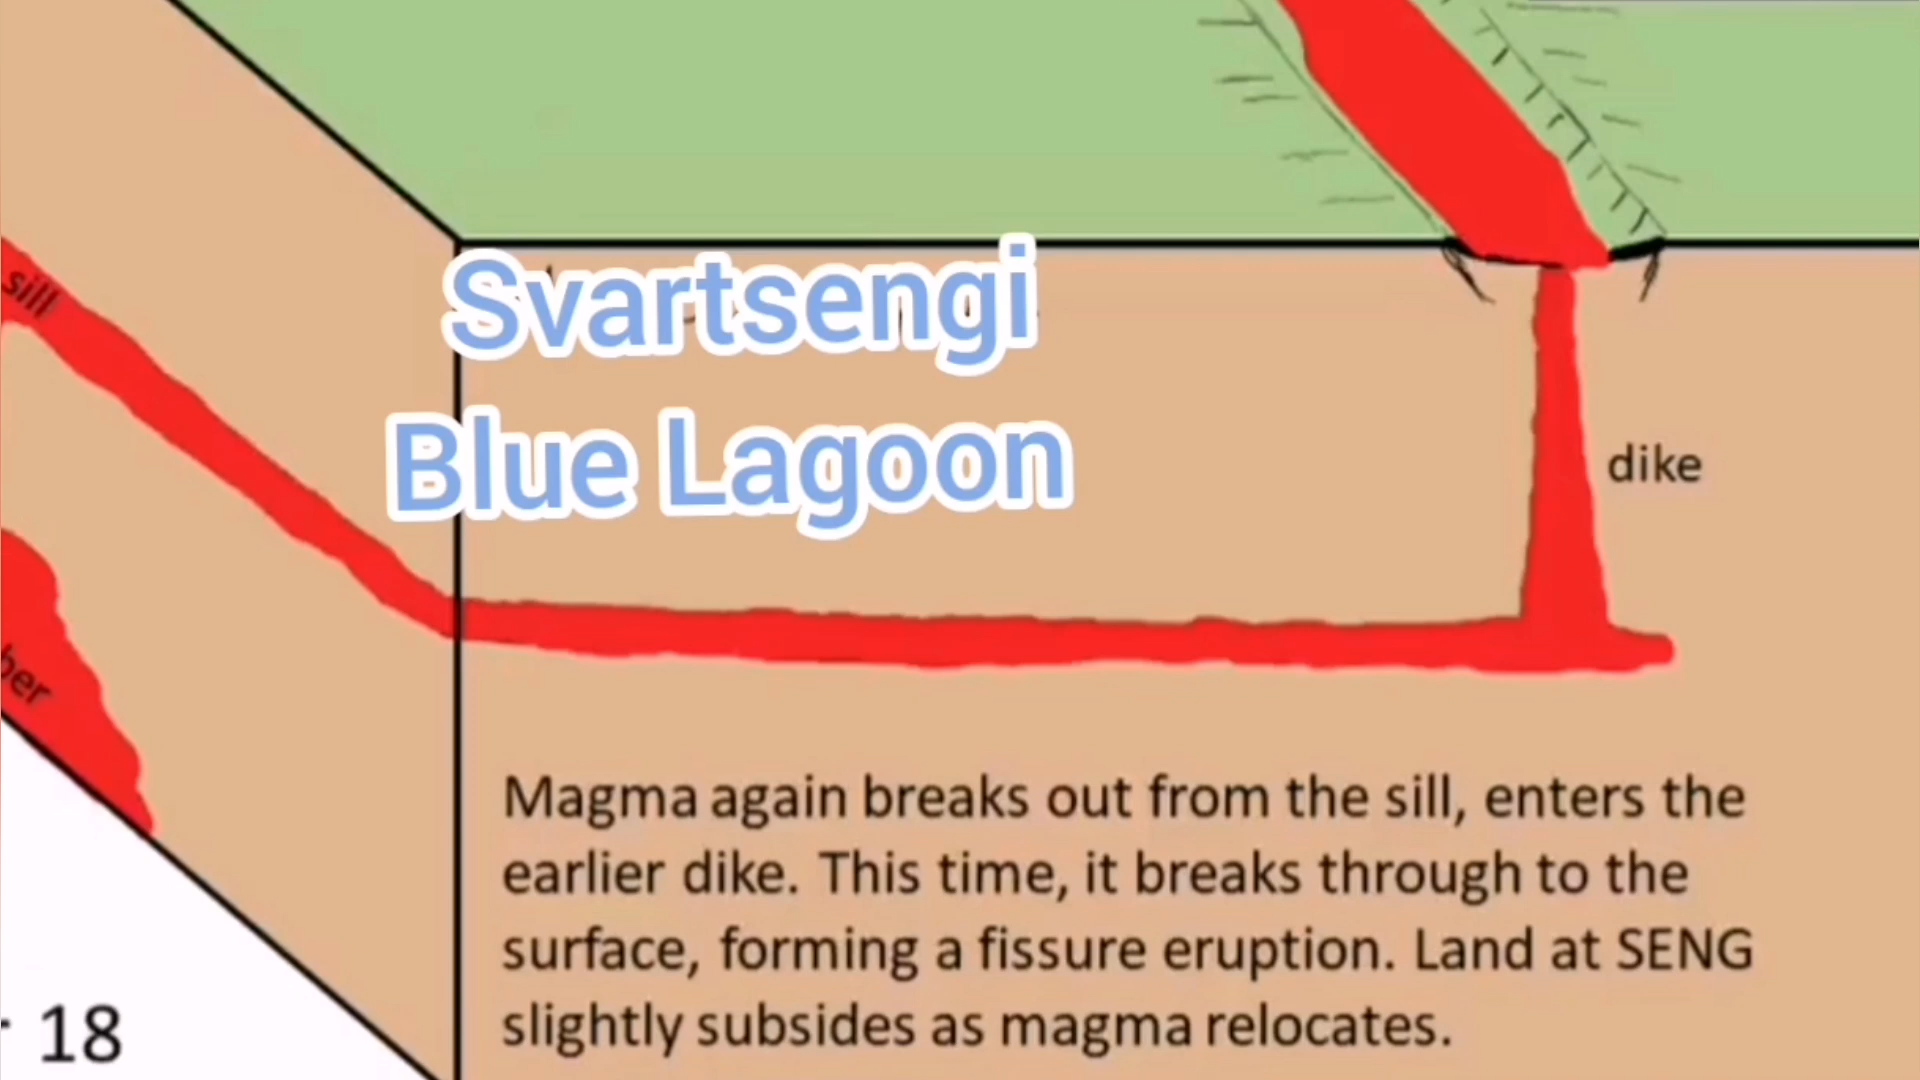 sill
Svartsengi
Blue Lagoon
dike
ber
Magma again breaks out from the sill, enters the
earlier dike. This time, it breaks through to the
surface, forming a fissure eruption. Land at SENG
slightly subsides as magma relocates.
18